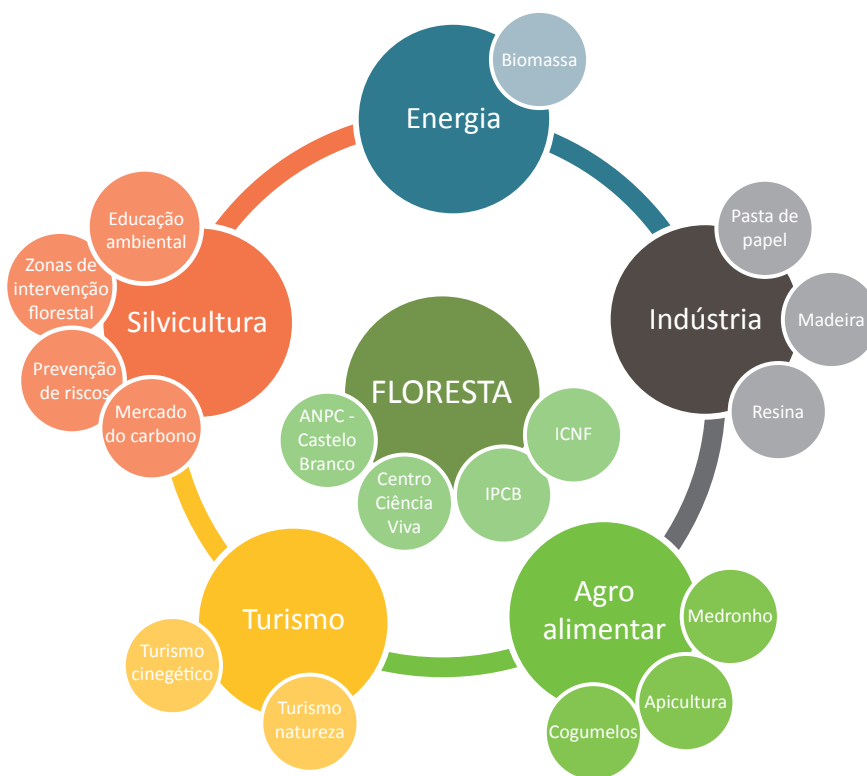 Biomassa
Energia
Pasta de
papel
Indústria
Madeira
Resina
Educação
ambiental
Zonas de
intervenção
florestal
Silvicultura
Prevenção
de riscos
Mercado
do carbono
FLORESTA
ANPC -
Castelo
Branco
Centro
Ciência
Viva
IPCB
ICNF
Turismo
Turismo
cinegético
Turismo
natureza
Agro
alimentar
Medronho
Apicultura
Cogumelos